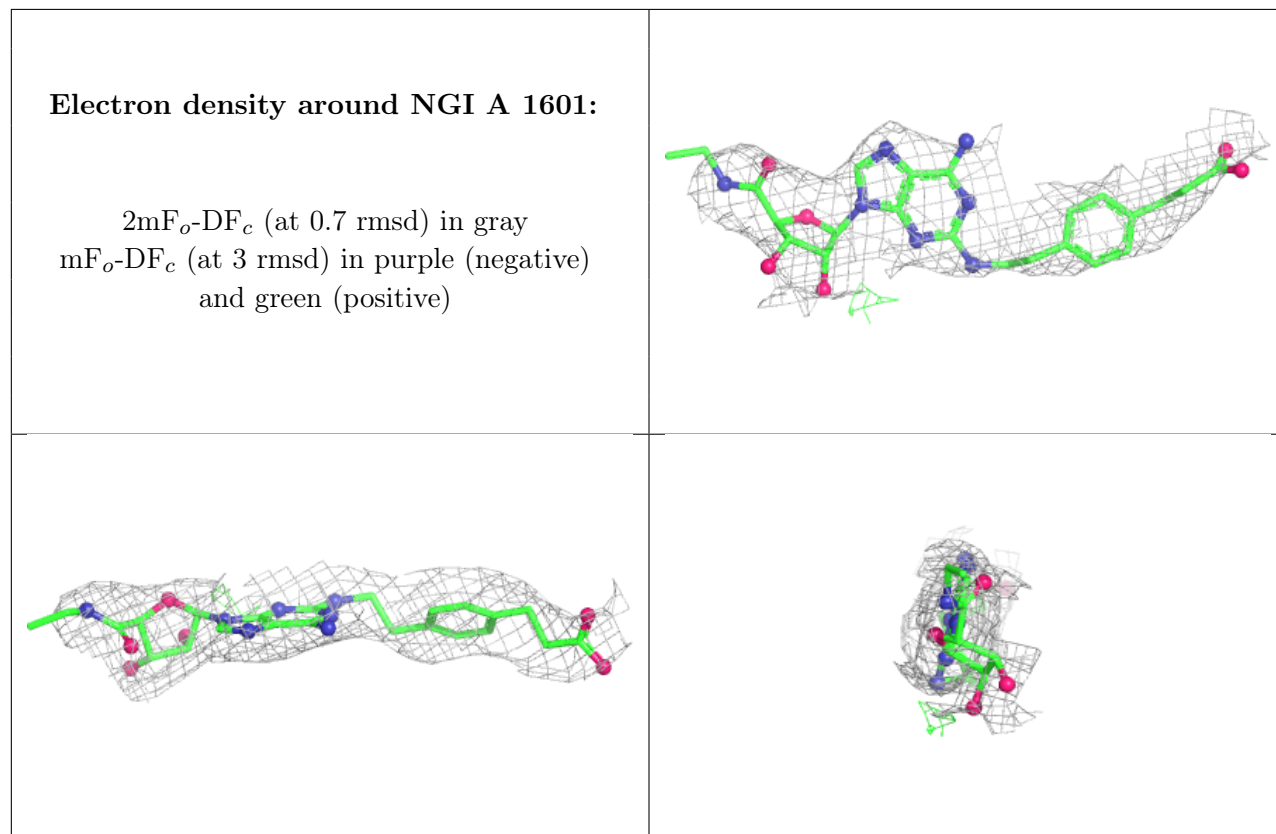 Electron density around NGI A 1601:
2mFₒ-DF𝒸 (at 0.7 rmsd) in gray
mFₒ-DF𝒸 (at 3 rmsd) in purple (negative)
and green (positive)